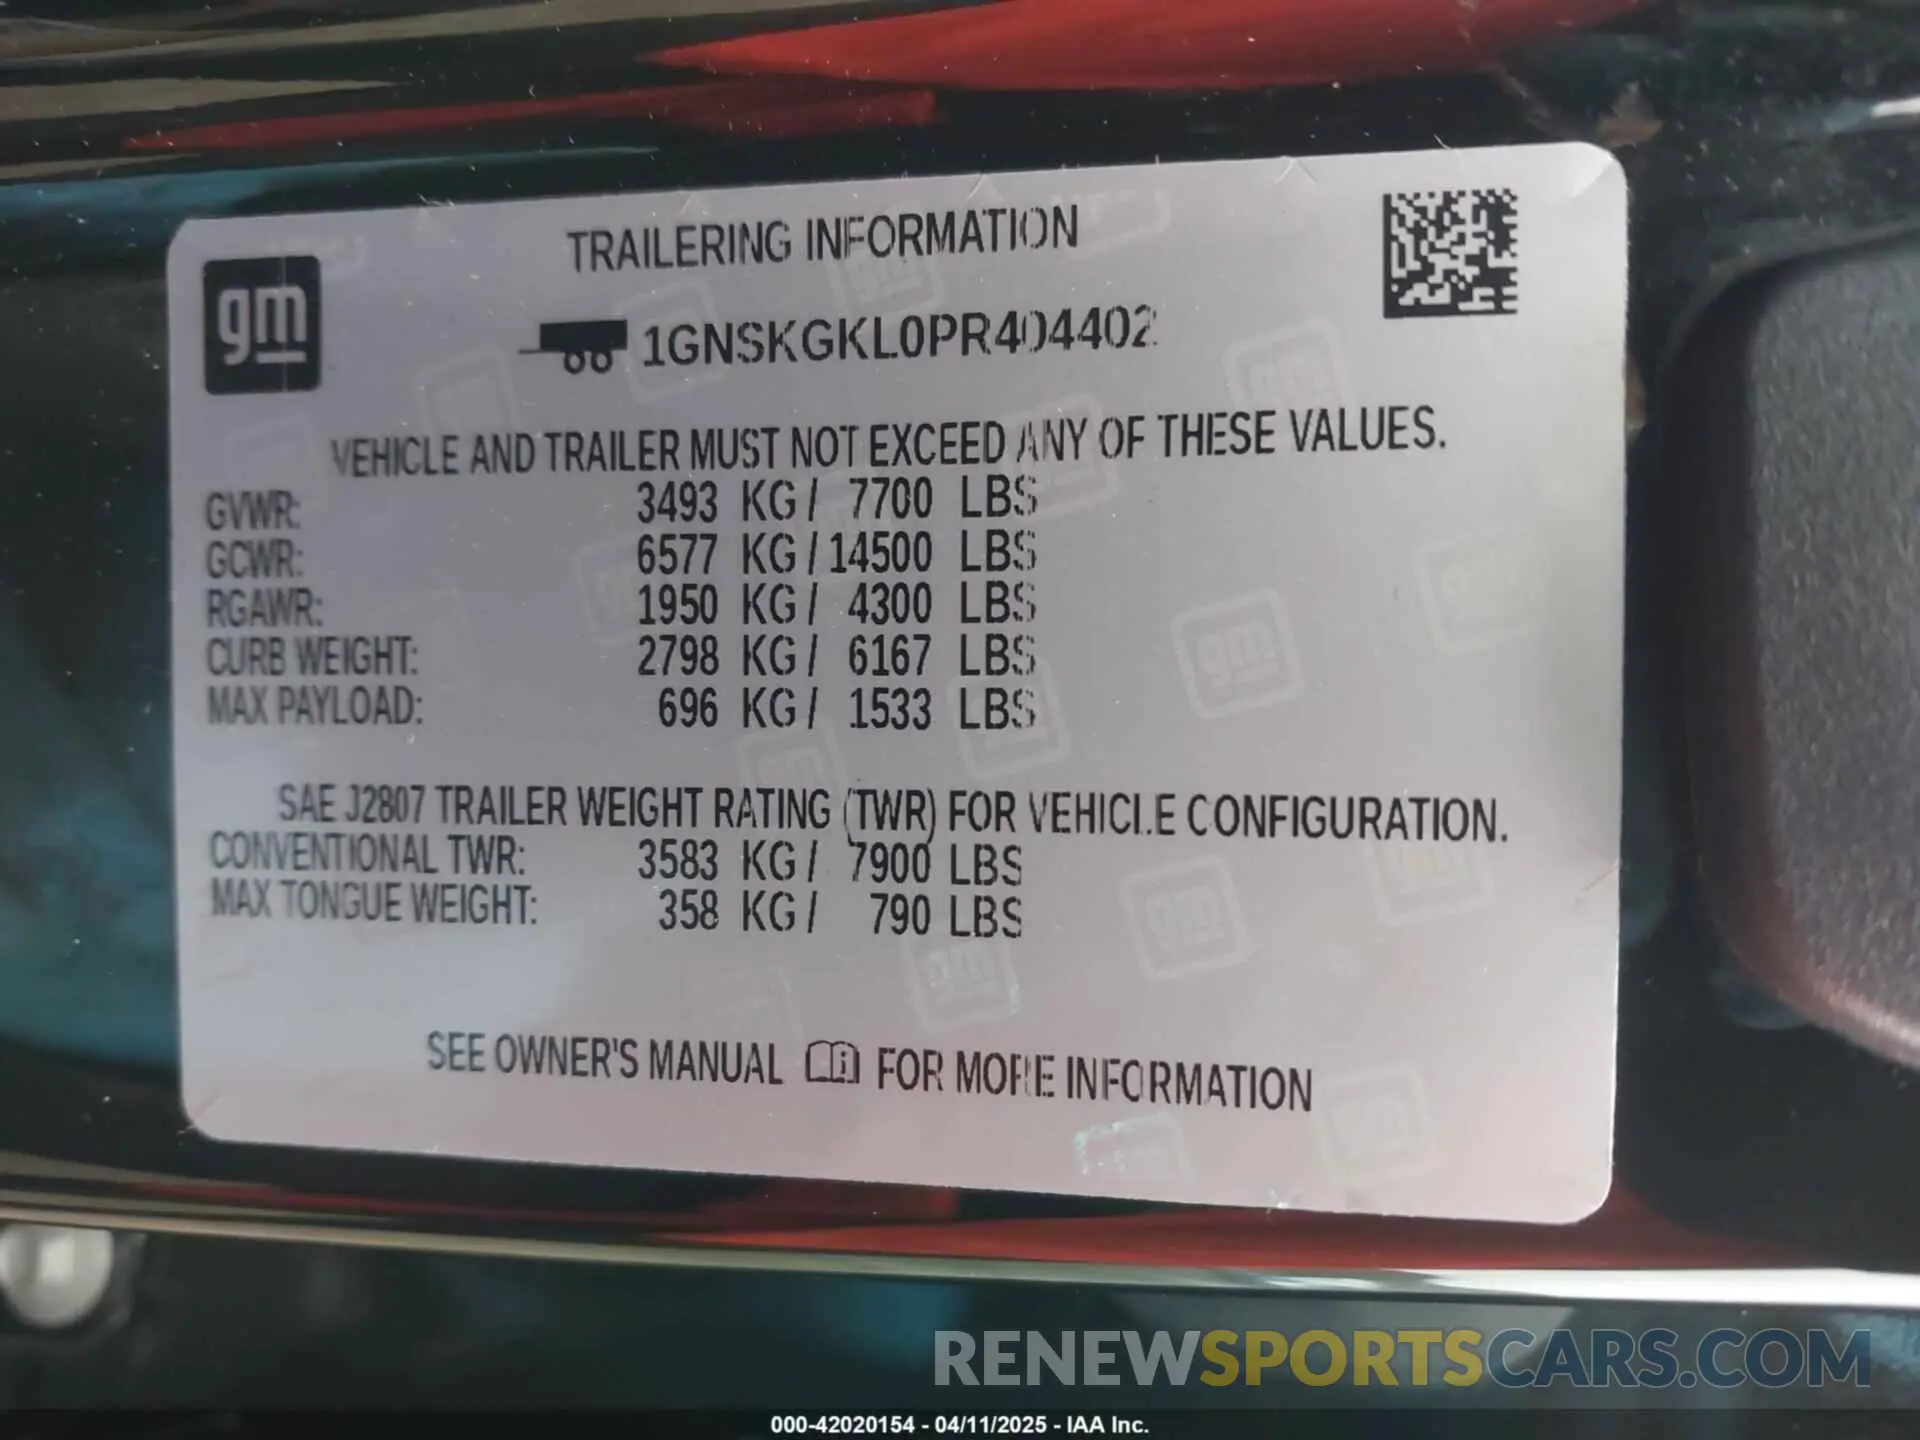 TRAILERING INFORMATION
gm
1GNSKGKL0PR404402
VEHICLE AND TRAILER MUST NOT EXCEED ANY OF THESE VALUES.
GVWR: 3493 KG/ 7700 LBS
GCWR: 6577 KG/14500 LBS
RGAWR: 1950 KG/ 4300 LBS
CURB WEIGHT: 2798 KG/ 6167 LBS
MAX PAYLOAD: 696 KG/ 1533 LBS
SAE J2807 TRAILER WEIGHT RATING (TWR) FOR VEHICLE CONFIGURATION.
CONVENTIONAL TWR: 3583 KG/ 7900 LBS
MAX TONGUE WEIGHT: 358 KG/ 790 LBS
SEE OWNER'S MANUAL FOR MORE INFORMATION
RENEWSPORTSCARS.COM
000-42020154 - 04/11/2025 - IAA Inc.